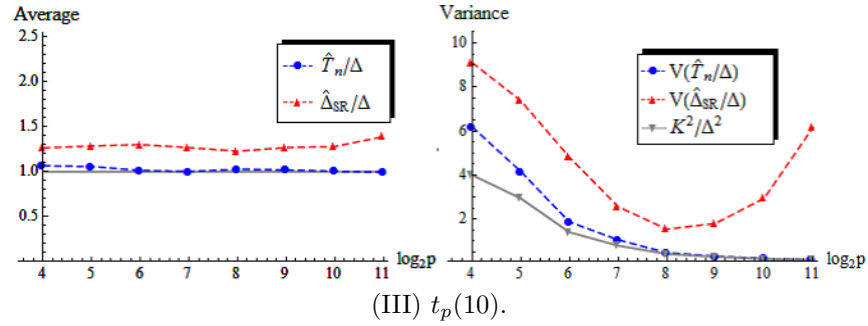 Average
2.5
2.0
1.5
1.0
0.5
4 5 6 7 8 9 10 11 log₂p
T̂ₙ/Δ
Δ̂_SR/Δ
Variance
10
8
6
4
2
4 5 6 7 8 9 10 11 log₂p
V(T̂ₙ/Δ)
V(Δ̂_SR/Δ)
K²/Δ²
(III) tₚ(10).